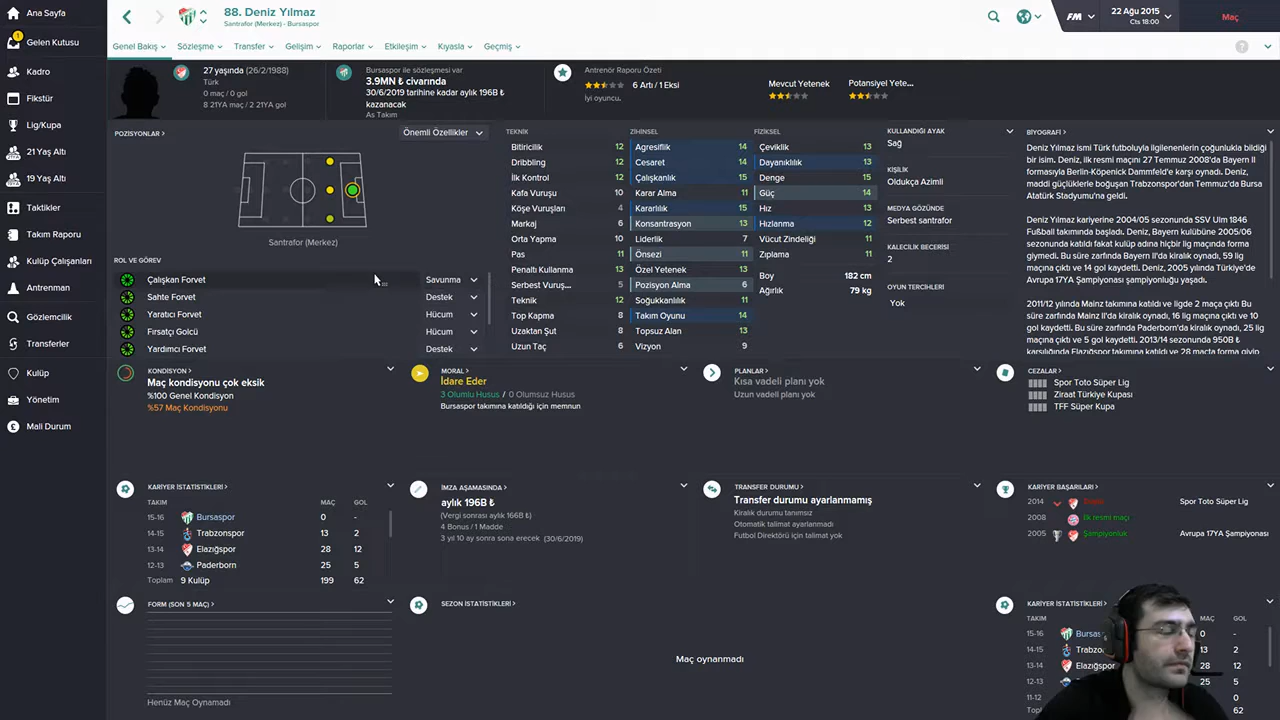 Ana Sayfa
1
Gelen Kutusu
Kadro
Fikstür
Lig/Kupa
21 Yaş Altı
19 Yaş Altı
Taktikler
Takım Raporu
Kulüp Çalışanları
Antrenman
Gözlemcilik
Transferler
Kulüp
Yönetim
Mali Durum
88. Deniz Yılmaz
Santrafor (Merkez) - Bursaspor
FM
22 Ağu 2015
Cts 18:00
Maç
Genel Bakış
Sözleşme
Transfer
Gelişim
Raporlar
Etkileşim
Kıyasla
Geçmiş
27 yaşında (26/2/1988)
Türk
0 maç / 0 gol
8 21YA maç / 2 21YA gol
Bursaspor ile sözleşmesi var
3.9MN ₺ civarında
30/6/2019 tarihine kadar aylık 196B ₺
kazanacak
As Takım
Antrenör Raporu Özeti
6 Artı / 1 Eksi
İyi oyuncu.
Mevcut Yetenek
Potansiyel Yete...
POZİSYONLAR
Önemli Özellikler
Santrafor (Merkez)
ROL VE GÖREV
Çalışkan Forvet Savunma
Sahte Forvet Destek
Yaratıcı Forvet Hücum
Fırsatçı Golcü Hücum
Yardımcı Forvet Destek
TEKNİK
Bitiricilik 12
Dribbling 12
İlk Kontrol 12
Kafa Vuruşu 10
Köşe Vuruşları 4
Markaj 6
Orta Yapma 10
Pas 11
Penaltı Kullanma 13
Serbest Vuruş... 5
Teknik 12
Top Kapma 8
Uzaktan Şut 8
Uzun Taç 6
ZİHİNSEL
Agresiflik 14
Cesaret 14
Çalışkanlık 15
Karar Alma 11
Kararlılık 15
Konsantrasyon 13
Liderlik 7
Önsezi 11
Özel Yetenek 13
Pozisyon Alma 6
Soğukkanlılık 11
Takım Oyunu 14
Topsuz Alan 13
Vizyon 9
FİZİKSEL
Çeviklik 13
Dayanıklılık 13
Denge 15
Güç 14
Hız 13
Hızlanma 12
Vücut Zindeliği 11
Zıplama 11
Boy 182 cm
Ağırlık 79 kg
KULLANDIĞI AYAK
Sağ
KİŞİLİK
Oldukça Azimli
MEDYA GÖZÜNDE
Serbest santrafor
KALECİLİK BECERİSİ
2
OYUN TERCİHLERİ
Yok
BİYOGRAFİ
Deniz Yılmaz ismi Türk futboluyla ilgilenenlerin çoğunlukla bildiği
bir isim. Deniz, ilk resmi maçını 27 Temmuz 2008'da Bayern II
formasıyla Berlin-Köpenick Dammfeld'e karşı oynadı. Deniz,
maddi güçlüklerle boğuşan Trabzonspor'dan Temmuz'da Bursa
Atatürk Stadyumu'na geldi.
Deniz Yılmaz kariyerine 2004/05 sezonunda SSV Ulm 1846
Fußball takımında başladı. Deniz, Bayern kulübüne 2005/06
sezonunda katıldı fakat kulüp adına hiçbir lig maçında forma
giymedi. Bu süre zarfında Bayern II'da kiralık oynadı, 59 lig
maçına çıktı ve 14 gol kaydetti. Deniz, 2005 yılında Türkiye'de
Avrupa 17YA Şampiyonası şampiyonluğu yaşadı.
2011/12 yılında Mainz takımına katıldı ve ligde 2 maça çıktı Bu
süre zarfında Mainz II'da kiralık oynadı, 16 lig maçına çıktı ve 10
gol kaydetti. Bu süre zarfında Paderborn'da kiralık oynadı, 25 lig
maçına çıktı ve 5 gol kaydetti. 2013/14 sezonunda 950B ₺
karşılığında Elazığspor takımına katıldı ve 28 maçta forma giyip
KONDİSYON
Maç kondisyonu çok eksik
%100 Genel Kondisyon
%57 Maç Kondisyonu
MORAL
İdare Eder
3 Olumlu Husus / 0 Olumsuz Husus
Bursaspor takımına katıldığı için memnun
PLANLAR
Kısa vadeli planı yok
Uzun vadeli planı yok
CEZALAR
Spor Toto Süper Lig
Ziraat Türkiye Kupası
TFF Süper Kupa
KARİYER İSTATİSTİKLERİ
TAKIM MAÇ GOL
15-16 Bursaspor 0 -
14-15 Trabzonspor 13 2
13-14 Elazığspor 28 12
12-13 Paderborn 25 5
Toplam 9 Kulüp 199 62
İMZA AŞAMASINDA
aylık 196B ₺
(Vergi sonrası aylık 166B ₺)
4 Bonus / 1 Madde
3 yıl 10 ay sonra sona erecek (30/6/2019)
TRANSFER DURUMU
Transfer durumu ayarlanmamış
Kiralık durumu tanımsız
Otomatik talimat ayarlanmadı
Futbol Direktörü için talimat yok
KARİYER BAŞARILARI
2014 Spor Toto Süper Lig
2008 İlk resmi maçı
2005 Şampiyonluk Avrupa 17YA Şampiyonası
FORM (SON 5 MAÇ)
Henüz Maç Oynamadı
SEZON İSTATİSTİKLERİ
Maç oynanmadı
KARİYER İSTATİSTİKLERİ
TAKIM MAÇ GOL
15-16 Bursas 0 -
14-15 Trabzo 13 2
13-14 Elazığs 28 12
12-13 Paderb 25 5
11-12 0
62